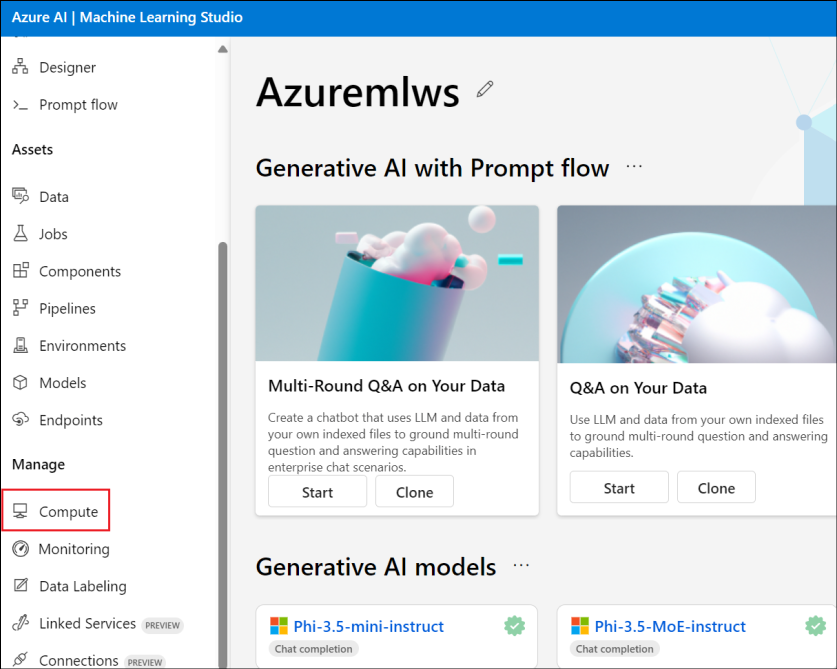 Azure AI | Machine Learning Studio
Designer
Prompt flow
Assets
Data
Jobs
Components
Pipelines
Environments
Models
Endpoints
Manage
Compute
Monitoring
Data Labeling
Linked Services PREVIEW
Connections PREVIEW
Azuremlws
Generative AI with Prompt flow ...
Multi-Round Q&A on Your Data
Create a chatbot that uses LLM and data from
your own indexed files to ground multi-round
question and answering capabilities in
enterprise chat scenarios.
Start Clone
Q&A on Your Data
Use LLM and data from your own indexed files
to ground multi-round question and answering
capabilities.
Start Clone
Generative AI models ...
Phi-3.5-mini-instruct
Chat completion
Phi-3.5-MoE-instruct
Chat completion